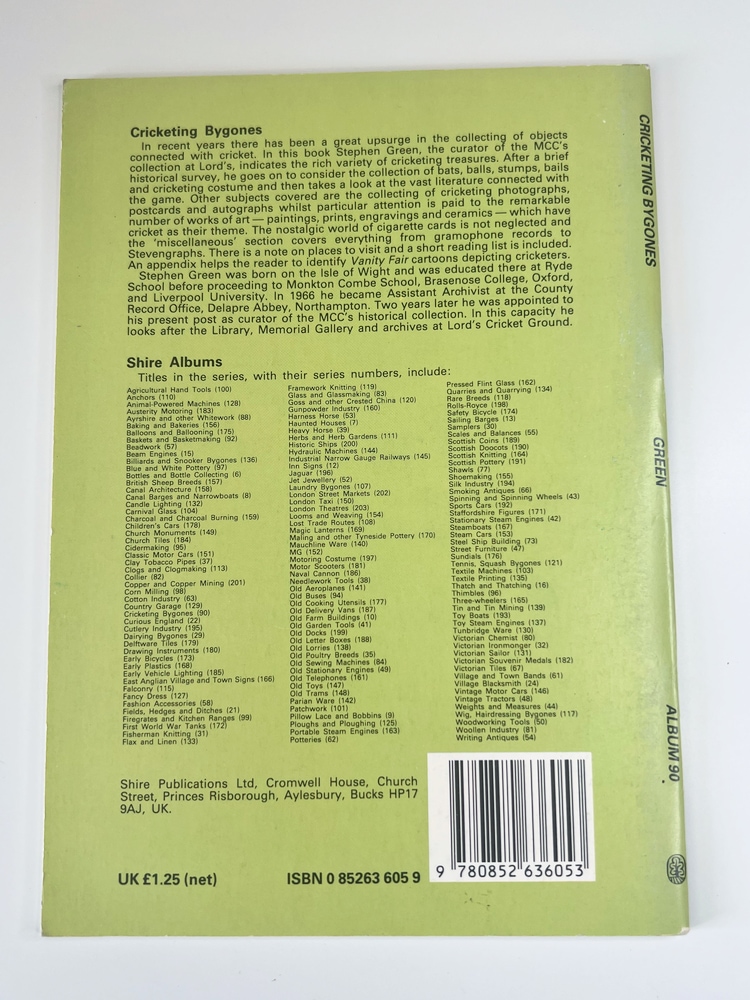 Cricketing Bygones
In recent years there has been a great upsurge in the collecting of objects
connected with cricket. In this book Stephen Green, the curator of the MCC's
collection at Lord's, indicates the rich variety of cricketing treasures. After a brief
historical survey, he goes on to consider the collection of bats, balls, stumps, bails
and cricketing costume and then takes a look at the vast literature connected with
the game. Other subjects covered are the collecting of cricketing photographs,
postcards and autographs whilst particular attention is paid to the remarkable
number of works of art — paintings, prints, engravings and ceramics — which have
cricket as their theme. The nostalgic world of cigarette cards is not neglected and
the 'miscellaneous' section covers everything from gramophone records to
Stevengraphs. There is a note on places to visit and a short reading list is included.
An appendix helps the reader to identify Vanity Fair cartoons depicting cricketers.
Stephen Green was born on the Isle of Wight and was educated there at Ryde
School before proceeding to Monkton Combe School, Brasenose College, Oxford,
and Liverpool University. In 1966 he became Assistant Archivist at the County
Record Office, Delapre Abbey, Northampton. Two years later he was appointed to
his present post as curator of the MCC's historical collection. In this capacity he
looks after the Library, Memorial Gallery and archives at Lord's Cricket Ground.
Shire Albums
Titles in the series, with their series numbers, include:
Agricultural Hand Tools (100)
Anchors (110)
Animal-Powered Machines (128)
Austerity Motoring (183)
Ayrshire and other Whitework (88)
Baking and Bakeries (156)
Balloons and Ballooning (175)
Baskets and Basketmaking (92)
Beadwork (57)
Beam Engines (15)
Billiards and Snooker Bygones (136)
Blue and White Pottery (97)
Bottles and Bottle Collecting (6)
British Sheep Breeds (157)
Canal Architecture (158)
Canal Barges and Narrowboats (8)
Candle Lighting (132)
Carnival Glass (104)
Charcoal and Charcoal Burning (159)
Children's Cars (178)
Church Monuments (149)
Church Tiles (184)
Cidermaking (95)
Classic Motor Cars (151)
Clay Tobacco Pipes (37)
Clogs and Clogmaking (113)
Collier (82)
Copper and Copper Mining (201)
Corn Milling (98)
Cotton Industry (63)
Country Garage (129)
Cricketing Bygones (90)
Curious England (22)
Cutlery Industry (195)
Dairying Bygones (29)
Delftware Tiles (179)
Drawing Instruments (180)
Early Bicycles (173)
Early Plastics (168)
Early Vehicle Lighting (185)
East Anglian Village and Town Signs (166)
Falconry (115)
Fancy Dress (127)
Fashion Accessories (58)
Fields, Hedges and Ditches (21)
Firegrates and Kitchen Ranges (99)
First World War Tanks (172)
Fisherman Knitting (31)
Flax and Linen (133)
Framework Knitting (119)
Glass and Glassmaking (83)
Goss and other Crested China (120)
Gunpowder Industry (160)
Harness Horse (53)
Haunted Houses (7)
Heavy Horse (39)
Herbs and Herb Gardens (111)
Historic Ships (200)
Hydraulic Machines (144)
Industrial Narrow Gauge Railways (145)
Inn Signs (12)
Jaguar (196)
Jet Jewellery (52)
Laundry Bygones (107)
London Street Markets (202)
London Taxi (150)
London Theatres (203)
Looms and Weaving (154)
Lost Trade Routes (108)
Magic Lanterns (169)
Maling and other Tyneside Pottery (170)
Mauchline Ware (140)
MG (152)
Motoring Costume (197)
Motor Scooters (181)
Naval Cannon (186)
Needlework Tools (38)
Old Aeroplanes (141)
Old Buses (94)
Old Cooking Utensils (177)
Old Delivery Vans (187)
Old Farm Buildings (10)
Old Garden Tools (41)
Old Docks (199)
Old Letter Boxes (188)
Old Lorries (138)
Old Poultry Breeds (35)
Old Sewing Machines (84)
Old Stationary Engines (49)
Old Telephones (161)
Old Toys (147)
Old Trams (148)
Parian Ware (142)
Patchwork (101)
Pillow Lace and Bobbins (9)
Ploughs and Ploughing (125)
Portable Steam Engines (163)
Potteries (62)
Pressed Flint Glass (162)
Quarries and Quarrying (134)
Rare Breeds (118)
Rolls-Royce (198)
Safety Bicycle (174)
Sailing Barges (13)
Samplers (30)
Scales and Balances (55)
Scottish Coins (189)
Scottish Doocots (190)
Scottish Knitting (164)
Scottish Pottery (191)
Shawls (77)
Shoemaking (155)
Silk Industry (194)
Smoking Antiques (66)
Spinning and Spinning Wheels (43)
Sports Cars (192)
Staffordshire Figures (171)
Stationary Steam Engines (42)
Steamboats (167)
Steam Cars (153)
Steel Ship Building (73)
Street Furniture (47)
Sundials (176)
Tennis, Squash Bygones (121)
Textile Machines (103)
Textile Printing (135)
Thatch and Thatching (16)
Thimbles (96)
Three-wheelers (165)
Tin and Tin Mining (139)
Toy Boats (193)
Toy Steam Engines (137)
Tunbridge Ware (130)
Victorian Chemist (80)
Victorian Ironmonger (32)
Victorian Sailor (131)
Victorian Souvenir Medals (182)
Victorian Tiles (67)
Village and Town Bands (61)
Village Blacksmith (24)
Vintage Motor Cars (146)
Vintage Tractors (48)
Weights and Measures (44)
Wig, Hairdressing Bygones (117)
Woodworking Tools (50)
Woollen Industry (81)
Writing Antiques (54)
Shire Publications Ltd, Cromwell House, Church
Street, Princes Risborough, Aylesbury, Bucks HP17
9AJ, UK.
UK £1.25 (net)
ISBN 0 85263 605 9
9 780852 636053
CRICKETING BYGONES
GREEN
ALBUM 90